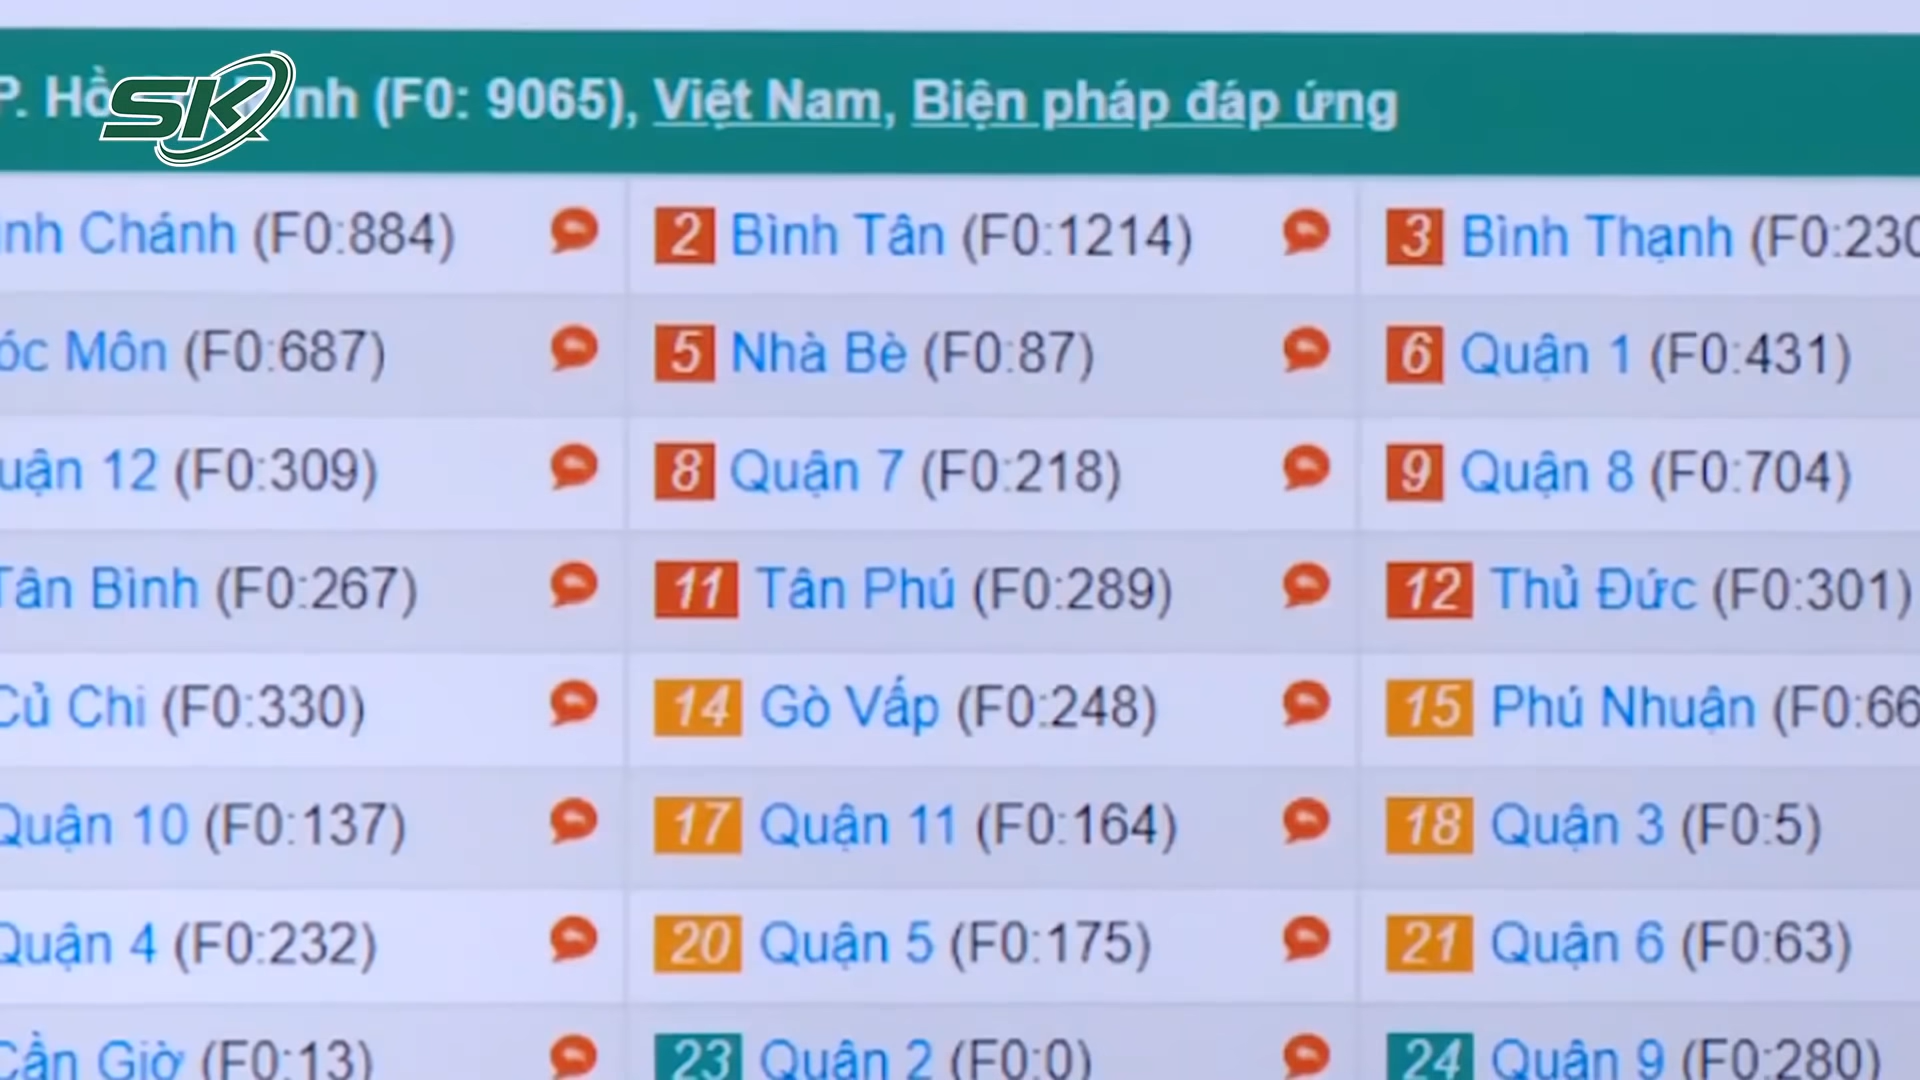 P. Hồ inh (F0: 9065), Việt Nam, Biện pháp đáp ứng
SK
inh Chánh (F0:884) 2 Bình Tân (F0:1214) 3 Bình Thạnh (F0:230
óc Môn (F0:687) 5 Nhà Bè (F0:87) 6 Quận 1 (F0:431)
uận 12 (F0:309) 8 Quận 7 (F0:218) 9 Quận 8 (F0:704)
Tân Bình (F0:267) 11 Tân Phú (F0:289) 12 Thủ Đức (F0:301)
Củ Chi (F0:330) 14 Gò Vấp (F0:248) 15 Phú Nhuận (F0:66
Quận 10 (F0:137) 17 Quận 11 (F0:164) 18 Quận 3 (F0:5)
Quận 4 (F0:232) 20 Quận 5 (F0:175) 21 Quận 6 (F0:63)
Cần Giờ (F0:13) 23 Quận 2 (F0:0) 24 Quận 9 (F0:280)